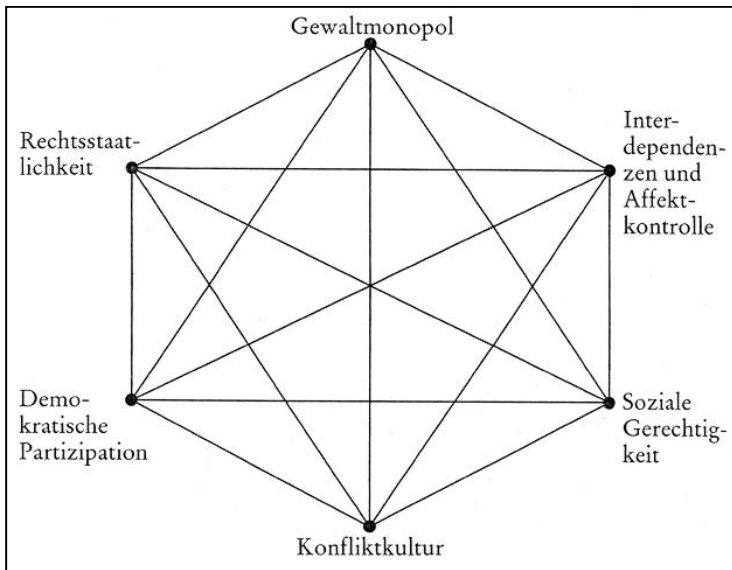 Gewaltmonopol
Rechtsstaat-
lichkeit
Inter-
dependen-
zen und
Affekt-
kontrolle
Demo-
kratische
Partizipation
Soziale
Gerechtig-
keit
Konfliktkultur